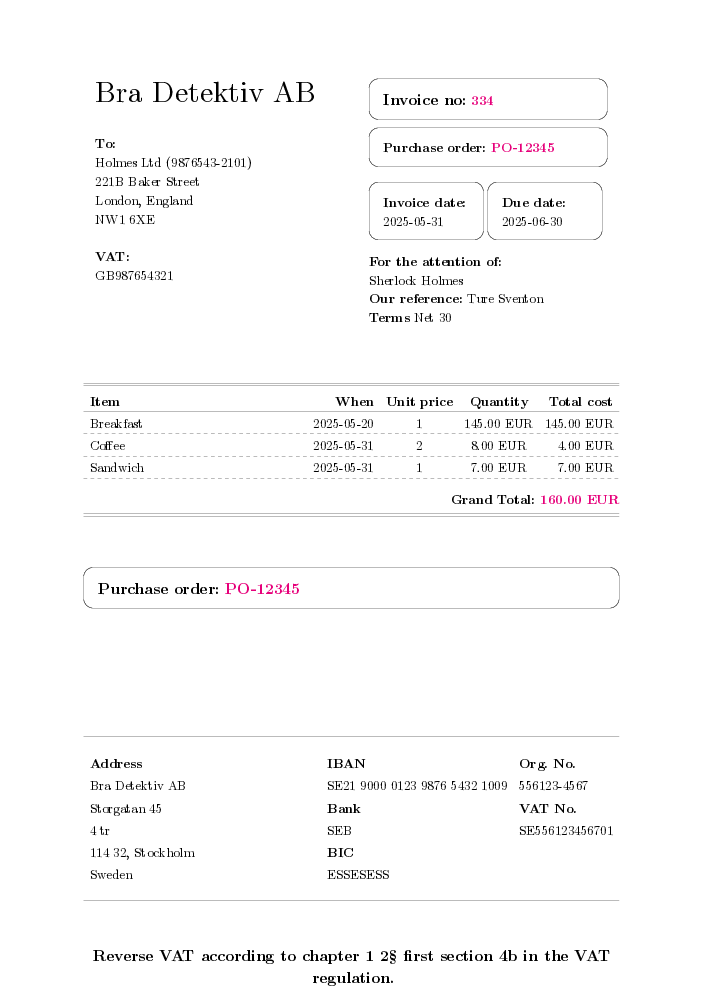 Bra Detektiv AB
Invoice no: 334
Purchase order: PO-12345
To:
Holmes Ltd (9876543-2101)
221B Baker Street
London, England
NW1 6XE
VAT:
GB987654321
Invoice date:
2025-05-31
Due date:
2025-06-30
For the attention of:
Sherlock Holmes
Our reference: Ture Sventon
Terms Net 30
Item When Unit price Quantity Total cost
Breakfast 2025-05-20 1 145.00 EUR 145.00 EUR
Coffee 2025-05-31 2 8.00 EUR 4.00 EUR
Sandwich 2025-05-31 1 7.00 EUR 7.00 EUR
Grand Total: 160.00 EUR
Purchase order: PO-12345
Address IBAN Org. No.
Bra Detektiv AB SE21 9000 0123 9876 5432 1009 556123-4567
Storgatan 45 Bank VAT No.
4 tr SEB SE556123456701
114 32, Stockholm BIC
Sweden ESSESESS
Reverse VAT according to chapter 1 2§ first section 4b in the VAT
regulation.